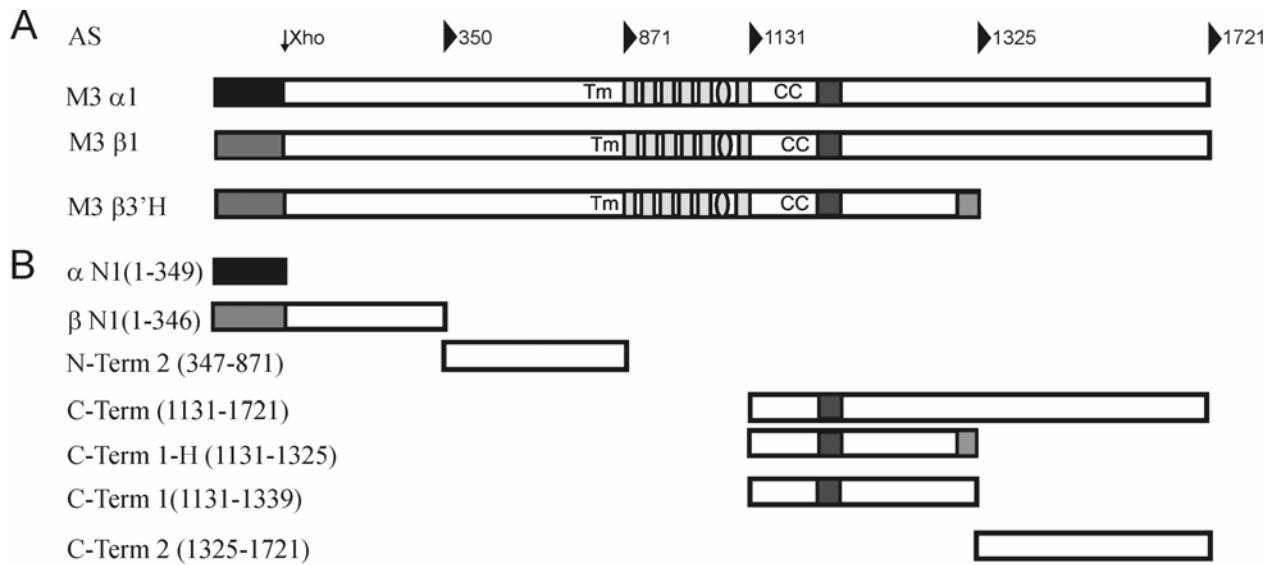 A AS Xho 350 871 1131 1325 1721
M3 α1 Tm CC
M3 β1 Tm CC
M3 β3’H Tm CC
B α N1(1-349)
β N1(1-346)
N-Term 2 (347-871)
C-Term (1131-1721)
C-Term 1-H (1131-1325)
C-Term 1(1131-1339)
C-Term 2 (1325-1721)